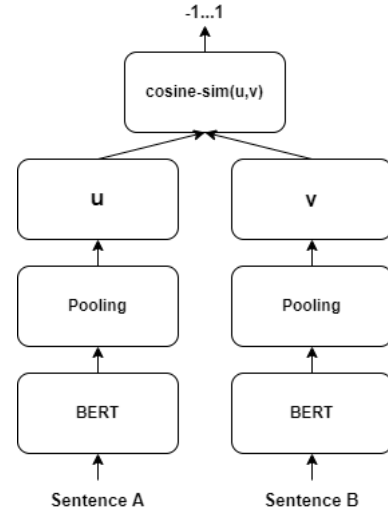 -1...1
cosine-sim(u,v)
u
v
Pooling
Pooling
BERT
BERT
Sentence A
Sentence B